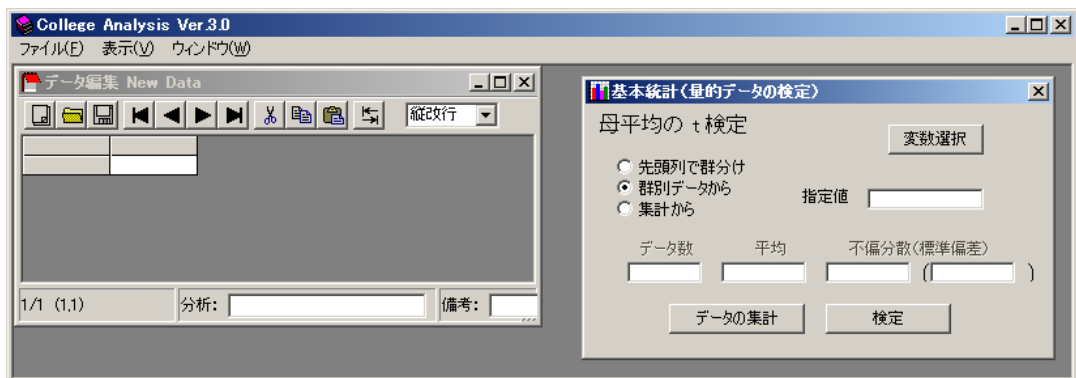 College Analysis Ver.3.0
ファイル(F) 表示(V) ウィンドウ(W)
データ編集 New Data
縦改行
1/1 (1,1) 分析: 備考:
基本統計(量的データの検定)
母平均の t 検定
変数選択
先頭列で群分け
群別データから
集計から
指定値
データ数 平均 不偏分散(標準偏差)
( )
データの集計 検定